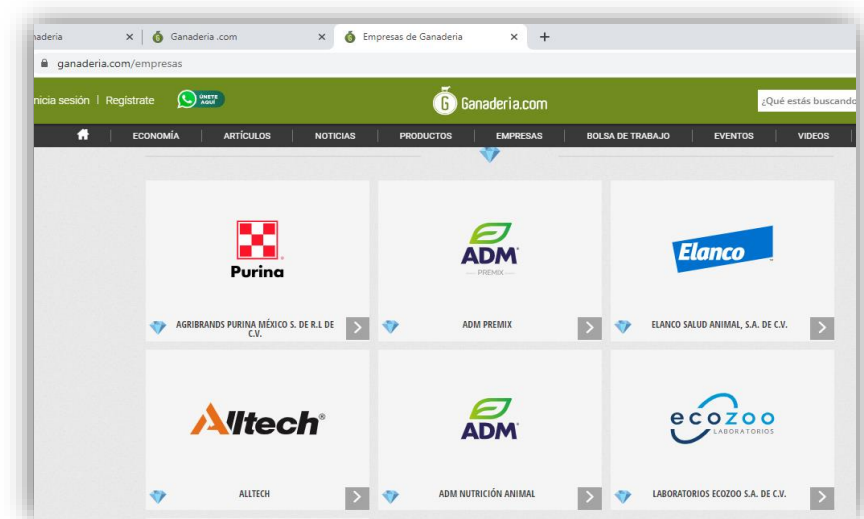 naderia
Ganaderia .com
Empresas de Ganaderia
ganaderia.com/empresas
nicia sesión | Regístrate
ÚNETE
AQUÍ
G Ganaderia.com
¿Qué estás buscando
ECONOMÍA | ARTÍCULOS | NOTICIAS | PRODUCTOS | EMPRESAS | BOLSA DE TRABAJO | EVENTOS | VIDEOS
Purina
ADM
PREMIX
Elanco
AGRIBRANDS PURINA MÉXICO S. DE R.L DE
C.V.
ADM PREMIX
ELANCO SALUD ANIMAL, S.A. DE C.V.
Alltech®
ADM
ecozoo
LABORATORIOS
ALLTECH
ADM NUTRICIÓN ANIMAL
LABORATORIOS ECOZOO S.A. DE C.V.